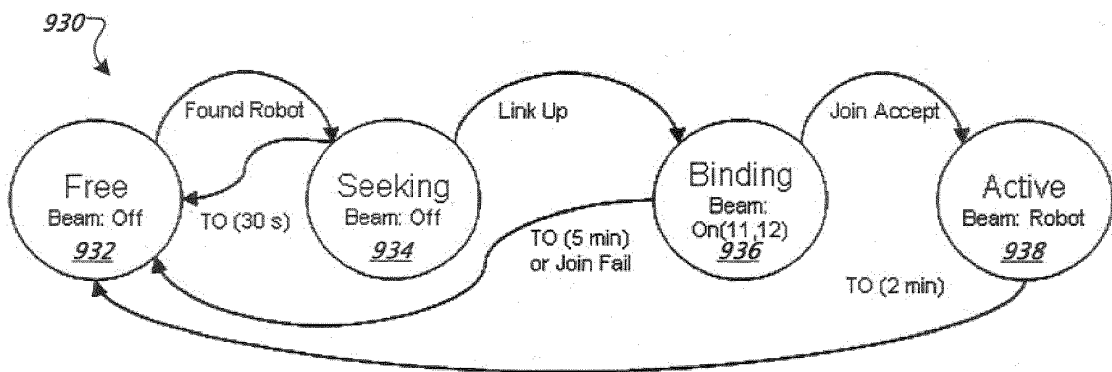 930
Found Robot
Link Up
Join Accept
Free
Beam: Off
932
TO (30 s)
Seeking
Beam: Off
934
TO (5 min)
or Join Fail
Binding
Beam:
On(11,12)
936
Active
Beam: Robot
938
TO (2 min)